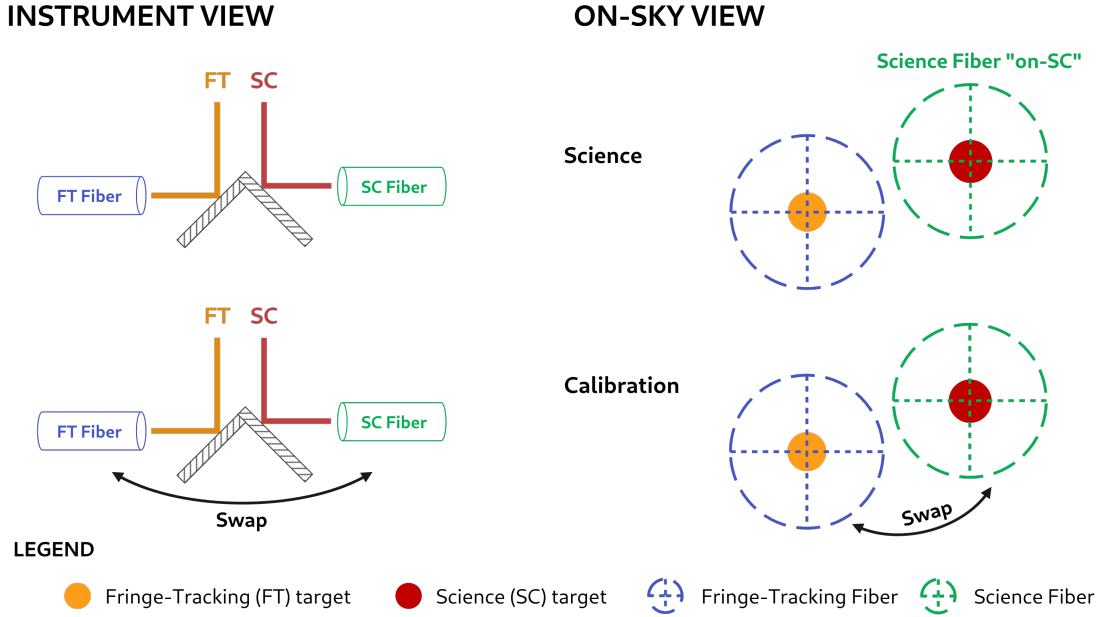 INSTRUMENT VIEW
ON-SKY VIEW
FT SC
FT Fiber
SC Fiber
Science Fiber "on-SC"
Science
FT SC
FT Fiber
SC Fiber
Swap
Calibration
Swap
LEGEND
Fringe-Tracking (FT) target
Science (SC) target
Fringe-Tracking Fiber
Science Fiber